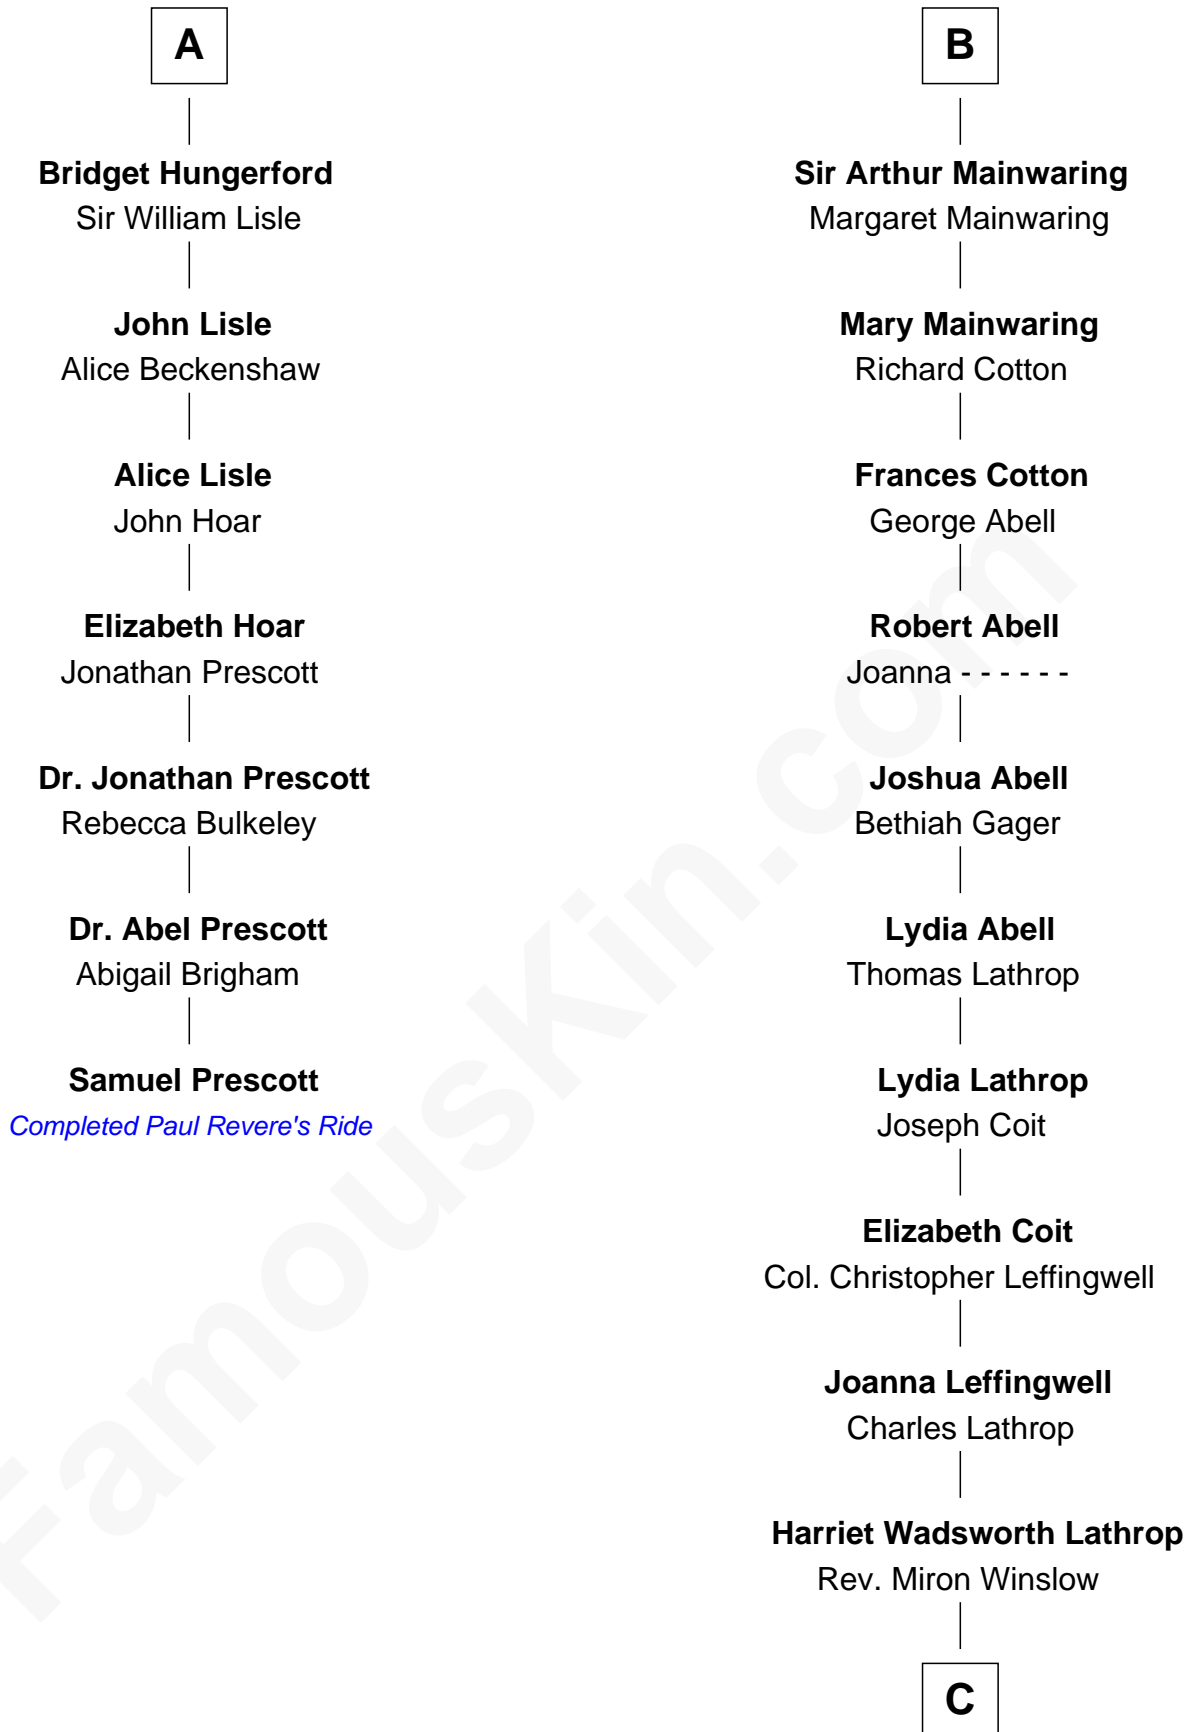 A
Bridget Hungerford
Sir William Lisle
John Lisle
Alice Beckenshaw
Alice Lisle
John Hoar
Elizabeth Hoar
Jonathan Prescott
Dr. Jonathan Prescott
Rebecca Bulkeley
Dr. Abel Prescott
Abigail Brigham
Samuel Prescott
Completed Paul Revere's Ride
B
Sir Arthur Mainwaring
Margaret Mainwaring
Mary Mainwaring
Richard Cotton
Frances Cotton
George Abell
Robert Abell
Joanna - - - - - -
Joshua Abell
Bethiah Gager
Lydia Abell
Thomas Lathrop
Lydia Lathrop
Joseph Coit
Elizabeth Coit
Col. Christopher Leffingwell
Joanna Leffingwell
Charles Lathrop
Harriet Wadsworth Lathrop
Rev. Miron Winslow
C
FamousKin.com